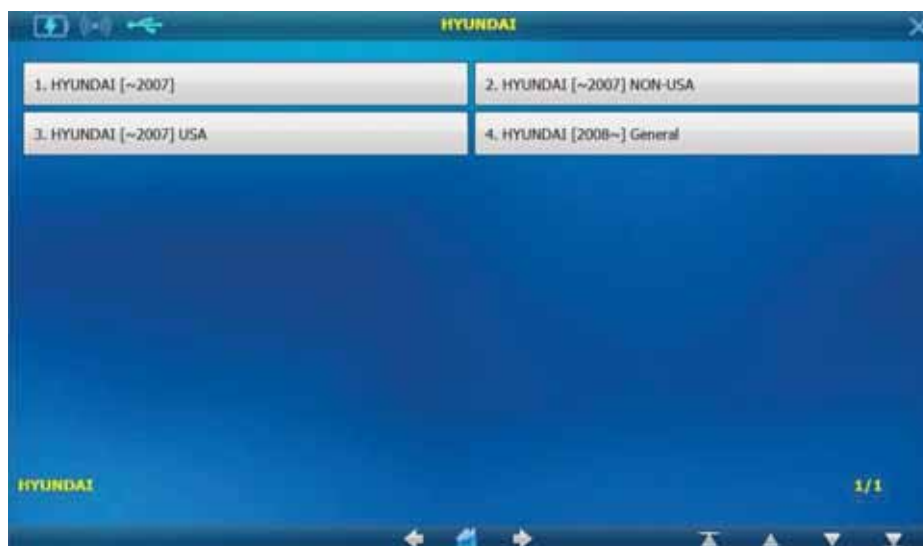 HYUNDAI
1. HYUNDAI [~2007]
2. HYUNDAI [~2007] NON-USA
3. HYUNDAI [~2007] USA
4. HYUNDAI [2008~] General
HYUNDAI
1/1